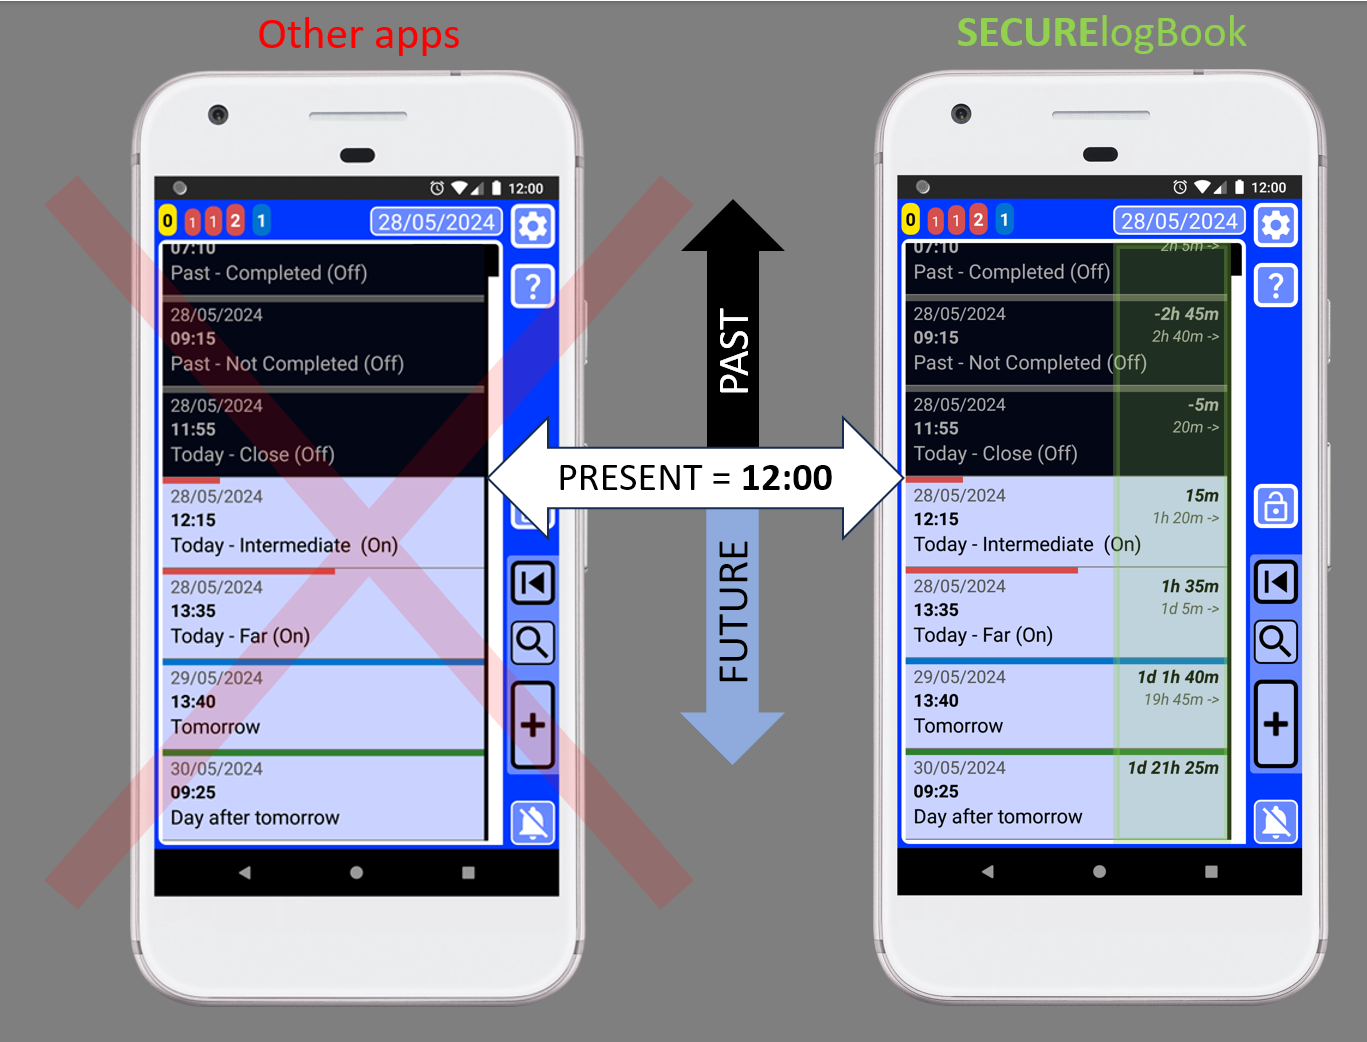 Other apps
SECURElogBook
12:00
0 1 1 2 1
28/05/2024
07:10
Past - Completed (Off)
28/05/2024
09:15
Past - Not Completed (Off)
28/05/2024
11:55
Today - Close (Off)
28/05/2024
12:15
Today - Intermediate (On)
28/05/2024
13:35
Today - Far (On)
29/05/2024
13:40
Tomorrow
30/05/2024
09:25
Day after tomorrow
?
+
PAST
PRESENT = 12:00
FUTURE
12:00
0 1 1 2 1
28/05/2024
07:10 2h 5m ->
Past - Completed (Off)
28/05/2024 -2h 45m
09:15 2h 40m ->
Past - Not Completed (Off)
28/05/2024 -5m
11:55 20m ->
Today - Close (Off)
28/05/2024 15m
12:15 1h 20m ->
Today - Intermediate (On)
28/05/2024 1h 35m
13:35 1d 5m ->
Today - Far (On)
29/05/2024 1d 1h 40m
13:40 19h 45m ->
Tomorrow
30/05/2024 1d 21h 25m
09:25
Day after tomorrow
?
+